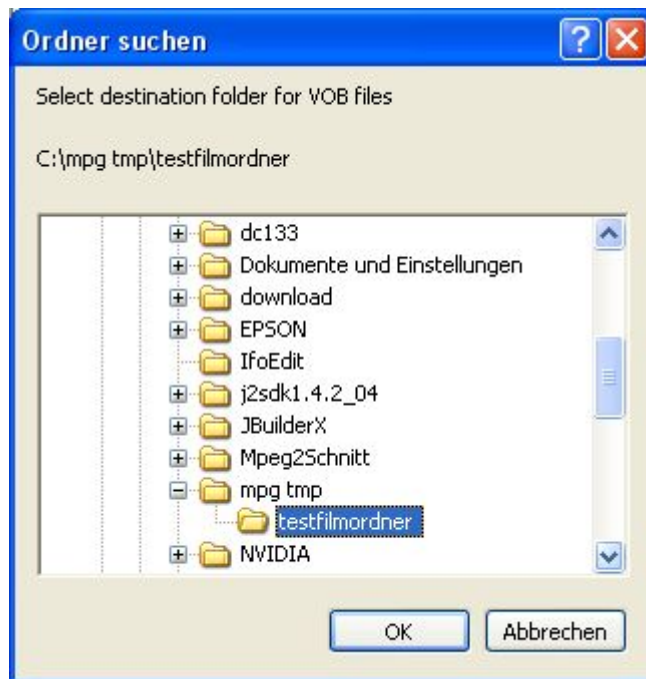 Ordner suchen
Select destination folder for VOB files
C:\mpg tmp\testfilmordner
dc133
Dokumente und Einstellungen
download
EPSON
IfoEdit
j2sdk1.4.2_04
JBuilderX
Mpeg2Schnitt
mpg tmp
testfilmordner
NVIDIA
OK Abbrechen